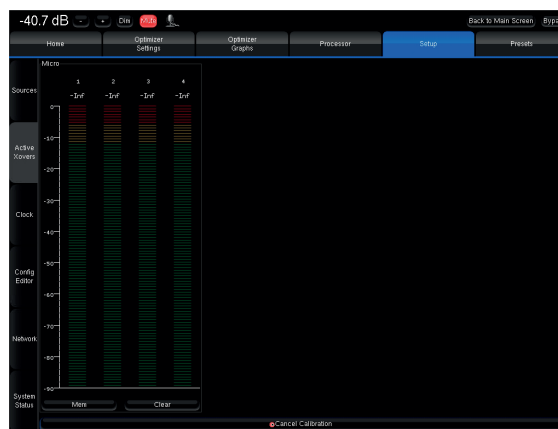 -40.7 dB - + Dim Mute Back to Main Screen Bypa
Home Optimizer Settings Optimizer Graphs Processor Setup Presets
Micro
Sources
Active
Xovers
Clock
Config
Editor
Network
System
Status
1 2 3 4
-Inf -Inf -Inf -Inf
0
-10
-20
-30
-40
-50
-60
-70
-80
-90
Mem Clear
Cancel Calibration